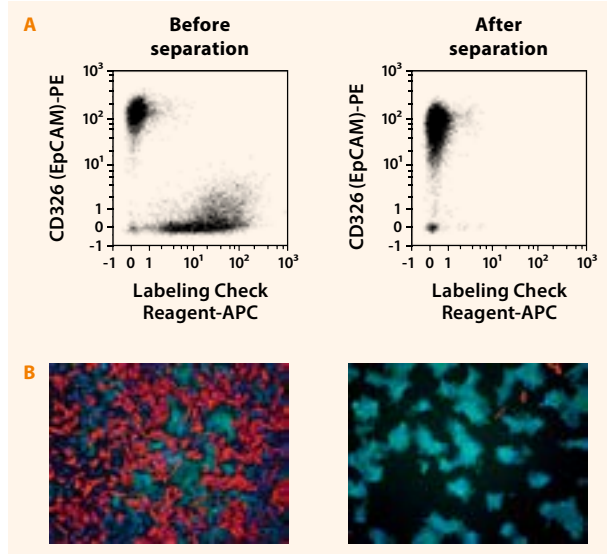 A
Before
separation
After
separation
CD326 (EpCAM)-PE
10³
10²
10¹
1
0
-1
-1 0 1 10¹ 10² 10³
Labeling Check
Reagent-APC
CD326 (EpCAM)-PE
10³
10²
10¹
1
0
-1
-1 0 1 10¹ 10² 10³
Labeling Check
Reagent-APC
B